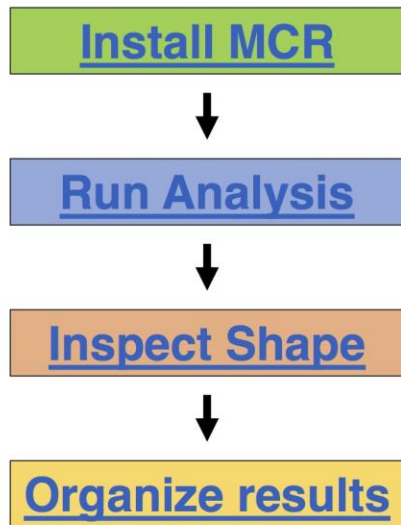 Install MCR
Run Analysis
Inspect Shape
Organize results